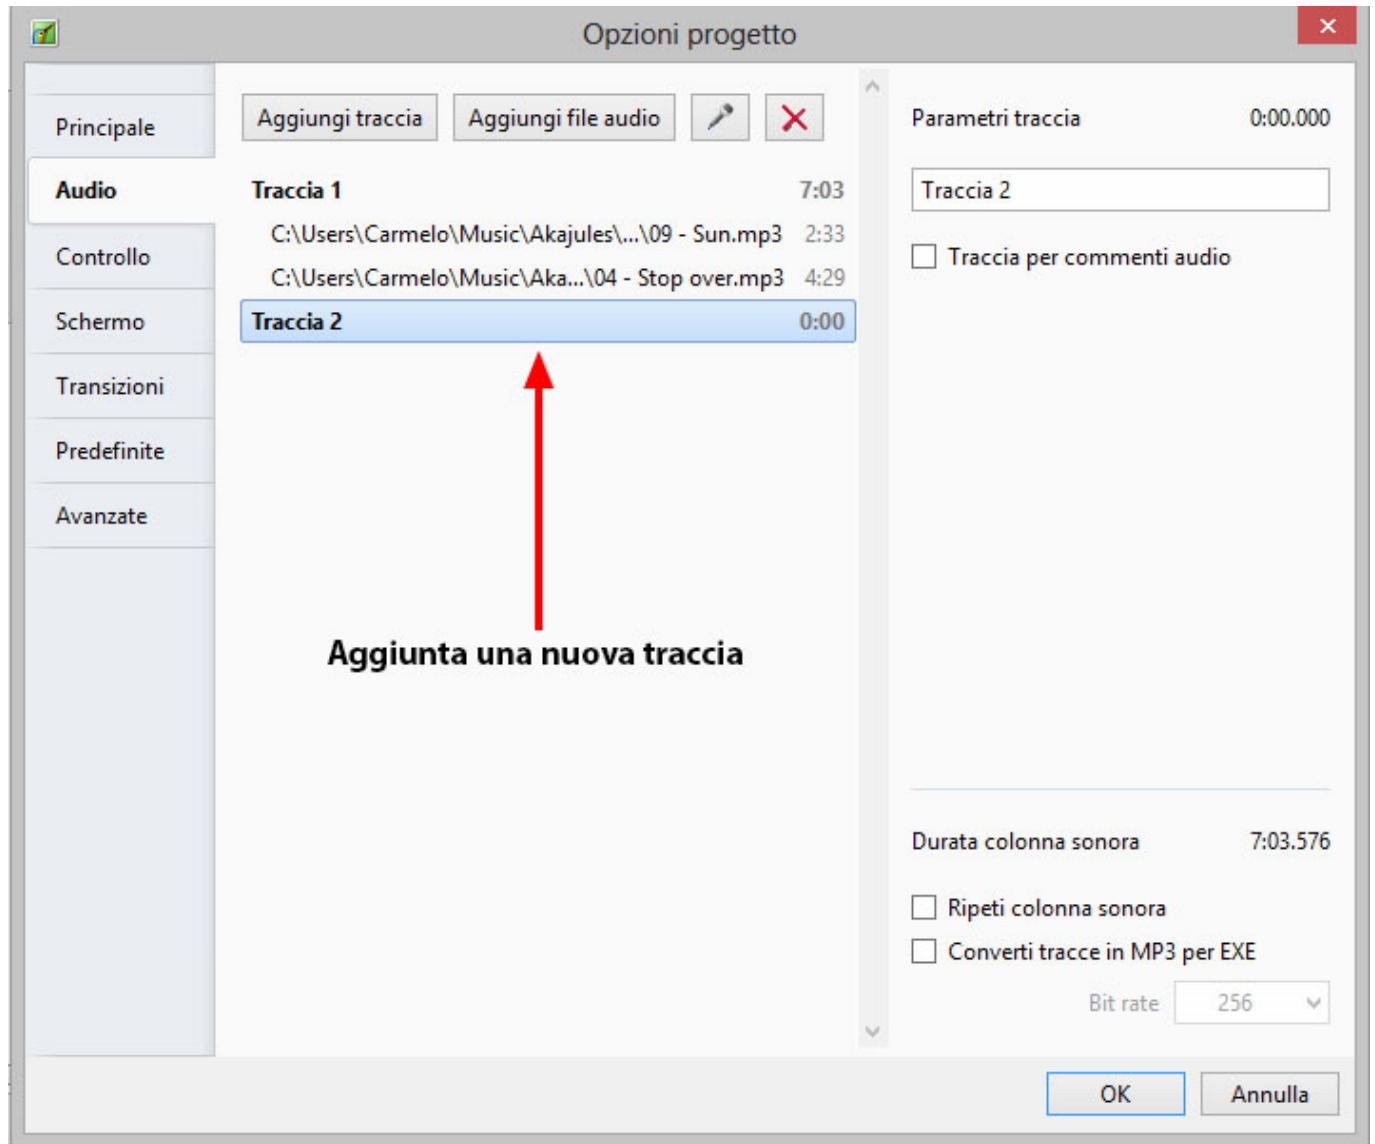 Opzioni progetto
Principale
Audio
Controllo
Schermo
Transizioni
Predefinite
Avanzate
Aggiungi traccia
Aggiungi file audio
Traccia 1 7:03
C:\Users\Carmelo\Music\Akajules\...\09 - Sun.mp3 2:33
C:\Users\Carmelo\Music\Aka...\04 - Stop over.mp3 4:29
Traccia 2 0:00
Aggiunta una nuova traccia
Parametri traccia 0:00.000
Traccia 2
Traccia per commenti audio
Durata colonna sonora 7:03.576
Ripeti colonna sonora
Converti tracce in MP3 per EXE
Bit rate 256
OK
Annulla